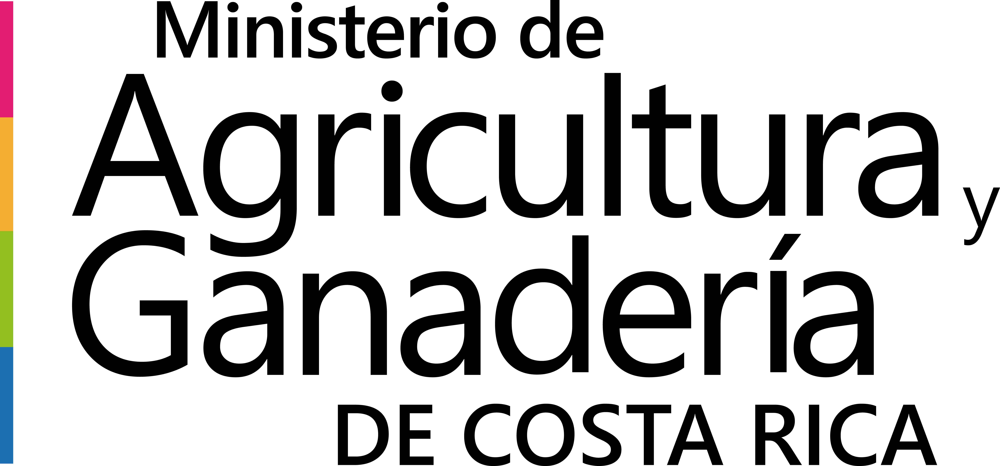 Ministerio de
Agricultura y
Ganadería
DE COSTA RICA